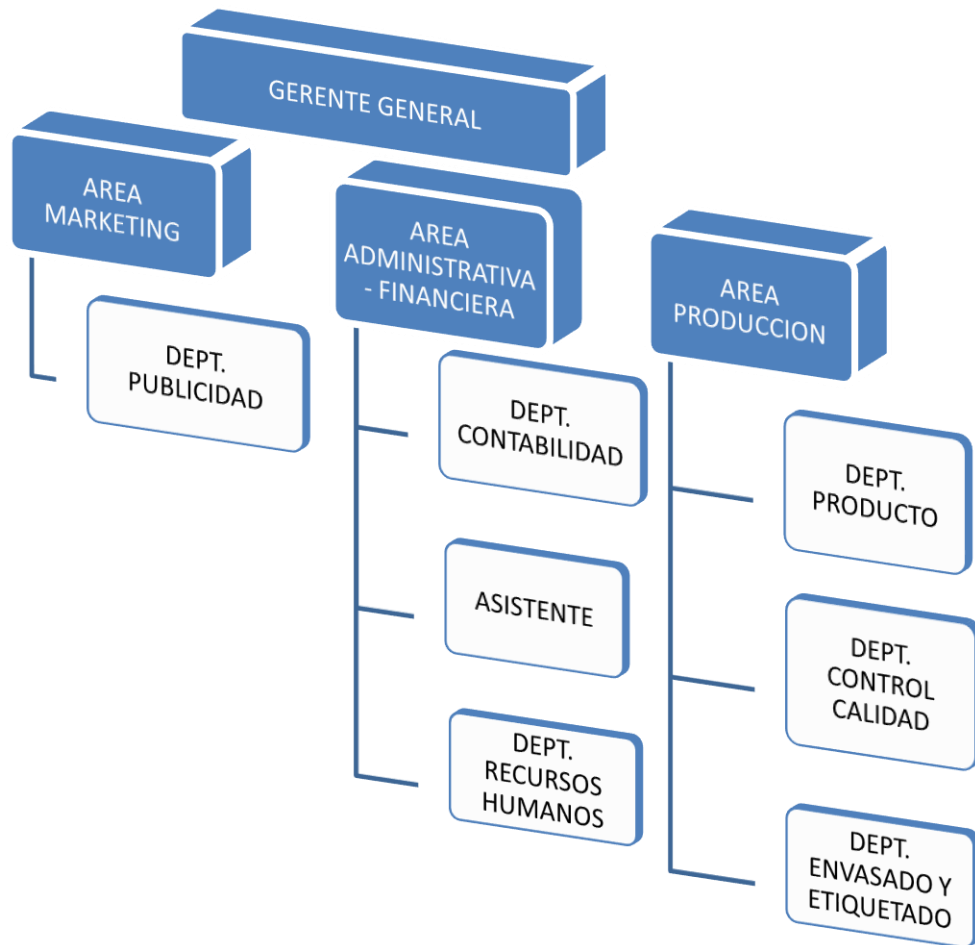 GERENTE GENERAL
AREA
MARKETING
DEPT.
PUBLICIDAD
AREA
ADMINISTRATIVA
- FINANCIERA
DEPT.
CONTABILIDAD
ASISTENTE
DEPT.
RECURSOS
HUMANOS
AREA
PRODUCCION
DEPT.
PRODUCTO
DEPT.
CONTROL
CALIDAD
DEPT.
ENVASADO Y
ETIQUETADO